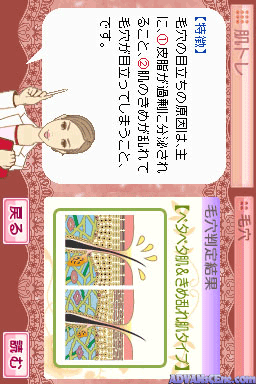 肌トレ
毛穴
【特徴】
毛穴の目立ちの原因は、主
に、①皮脂が過剰に分泌され
ること、②肌のきめが乱れて
毛穴が目立ってしまうこと、
です。
毛穴判定結果
【ベタベタ肌&きめ乱れ肌タイプ】
戻る
読む
ADVANSCENE.COM